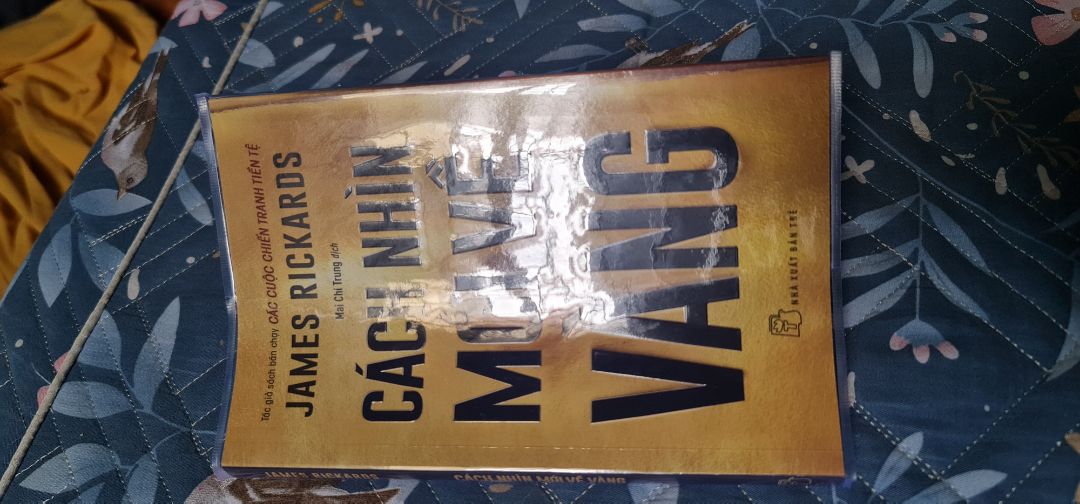 Tác giả sách bán chạy CÁC CUỘC CHIẾN TRANH TIỀN TỆ
JAMES RICKARDS
Mai Chí Trung dịch
CÁCH NHÌN
MỚI VỀ
VÀNG
NHÀ XUẤT BẢN TRẺ
JAMES RICKARDS
CÁCH NHÌN MỚI VỀ VÀNG